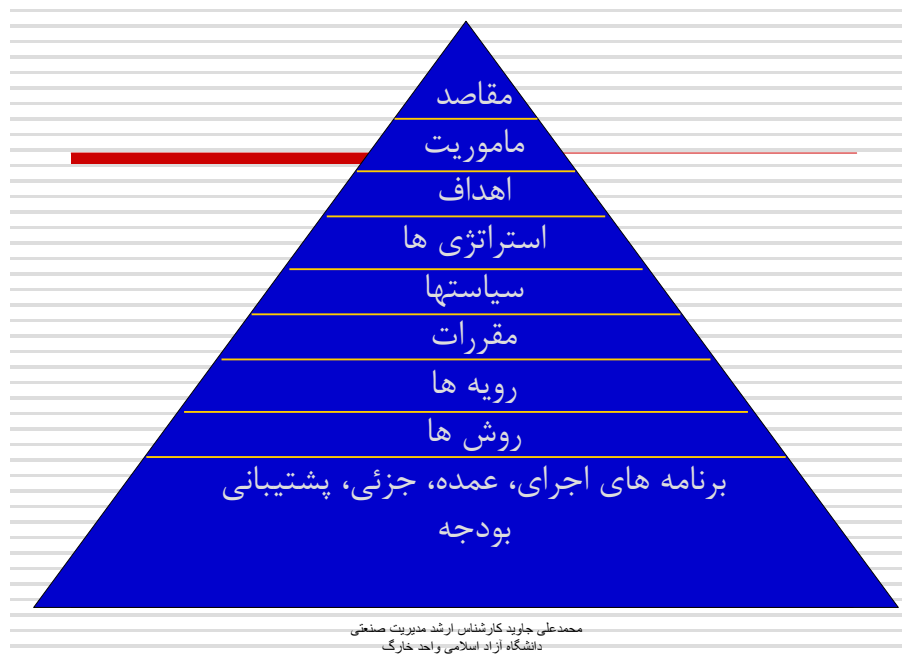 مقاصد
ماموریت
اهداف
استراتژی ها
سیاستها
مقررات
رویه ها
روش ها
برنامه های اجرای، عمده، جزئی، پشتیبانی
بودجه
محمدعلی جاوید کارشناس ارشد مدیریت صنعتی
دانشگاه آزاد اسلامی واحد خارگ